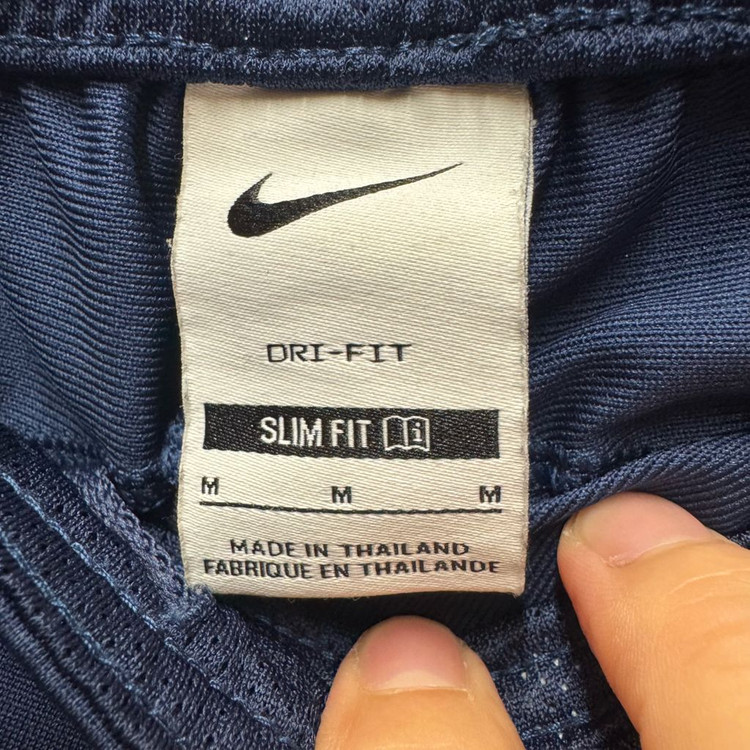 DRI-FIT
SLIM FIT
M M M
MADE IN THAILAND
FABRIQUE EN THAILANDE